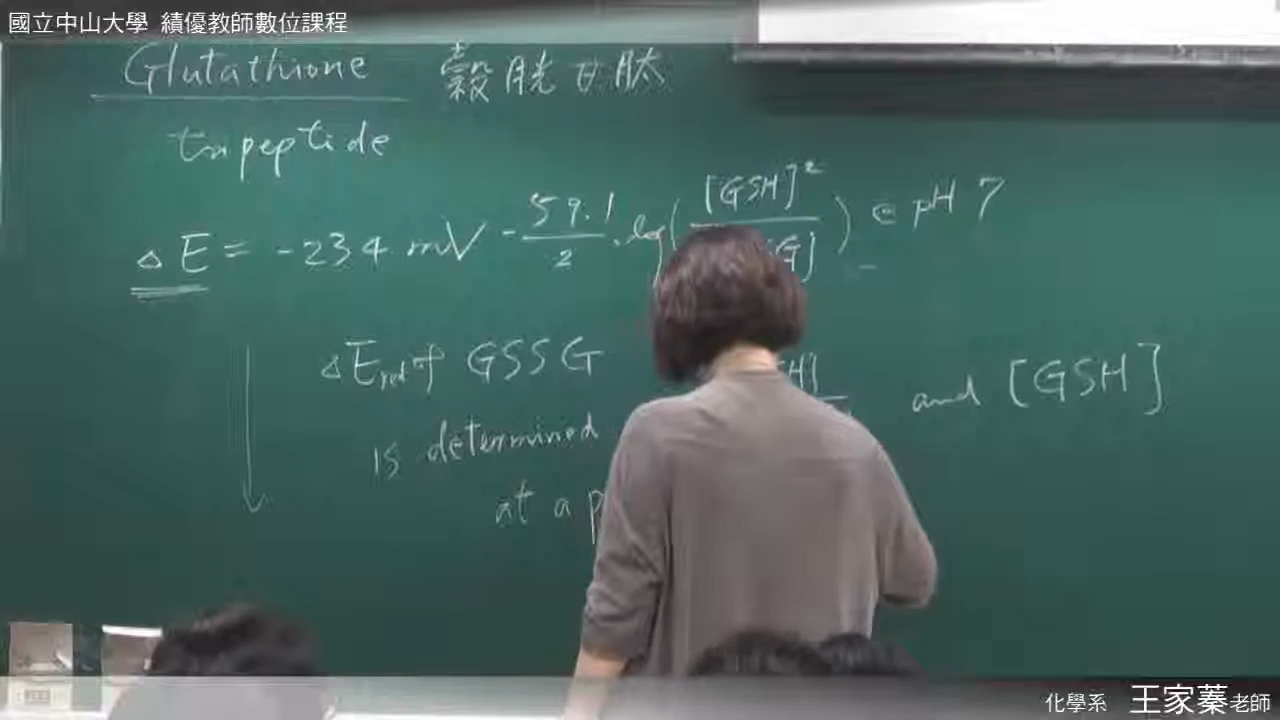 國立中山大學 績優教師數位課程
Glutathione 穀胱甘肽
tripeptide
△E = -234 mV - 59.1/2 · log( [GSH]² / G] ) @ pH 7
△E of GSSG H] and [GSH]
is determined
at a p
化學系 王家蓁老師